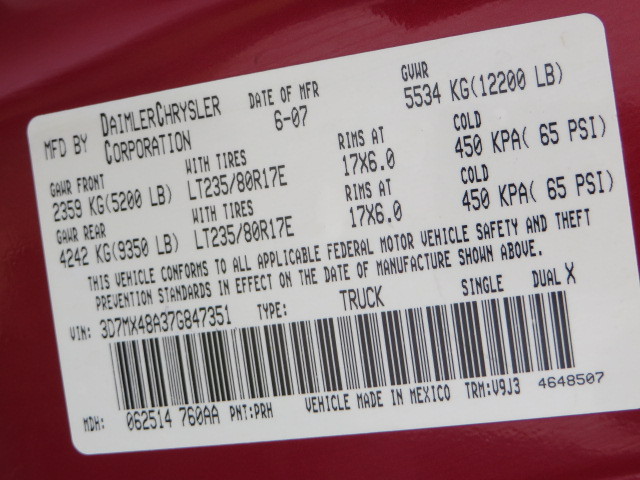 MFD BY DAIMLERCHRYSLER CORPORATION DATE OF MFR 6-07 GVWR 5534 KG(12200 LB)
GAWR FRONT WITH TIRES RIMS AT COLD
2359 KG(5200 LB) LT235/80R17E 17X6.0 450 KPA( 65 PSI)
GAWR REAR WITH TIRES RIMS AT COLD
4242 KG(9350 LB) LT235/80R17E 17X6.0 450 KPA( 65 PSI)
THIS VEHICLE CONFORMS TO ALL APPLICABLE FEDERAL MOTOR VEHICLE SAFETY AND THEFT
PREVENTION STANDARDS IN EFFECT ON THE DATE OF MANUFACTURE SHOWN ABOVE.
VIN: 3D7MX48A37G847351 TYPE: TRUCK SINGLE DUAL X
MDH: 062514 760AA PNT:PRH VEHICLE MADE IN MEXICO TRM:V9J3 4648507